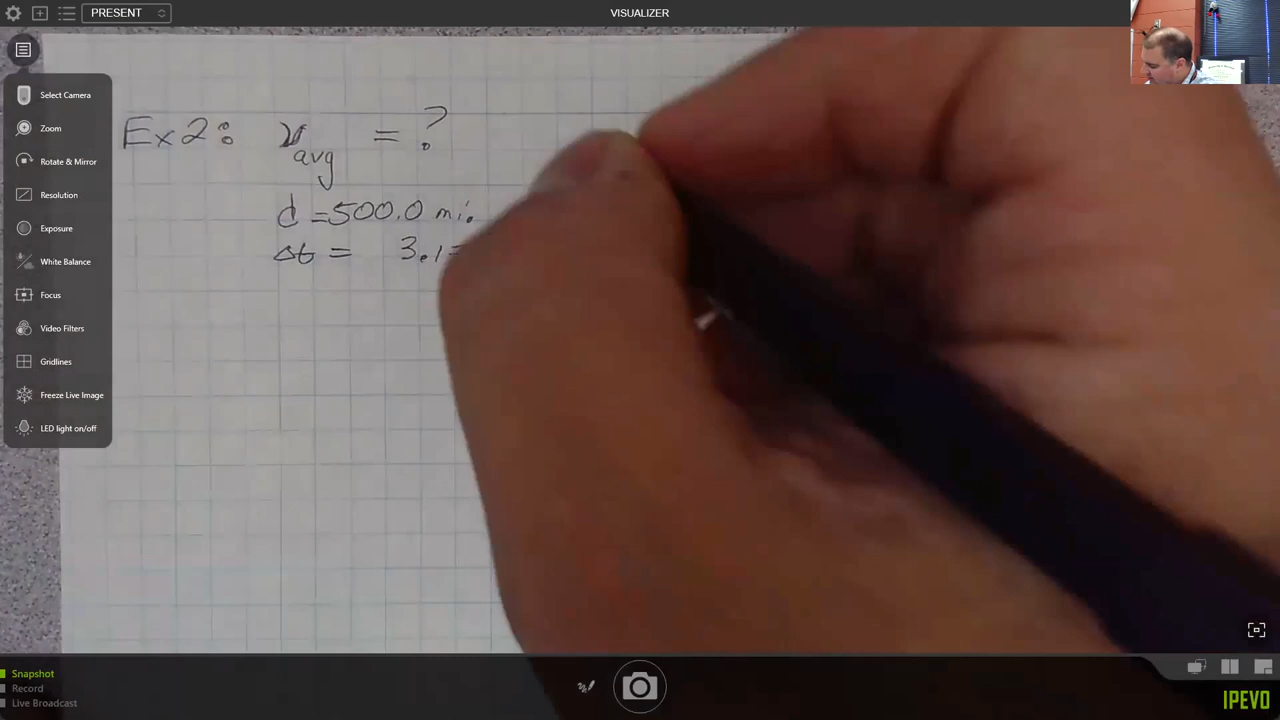 PRESENT
VISUALIZER
Select Camera
Zoom
Rotate & Mirror
Resolution
Exposure
White Balance
Focus
Video Filters
Gridlines
Freeze Live Image
LED light on/off
Ex2: v avg = ?
d = 500.0 mi.
Δt = 3.1
Snapshot
Record
Live Broadcast
IPEVO